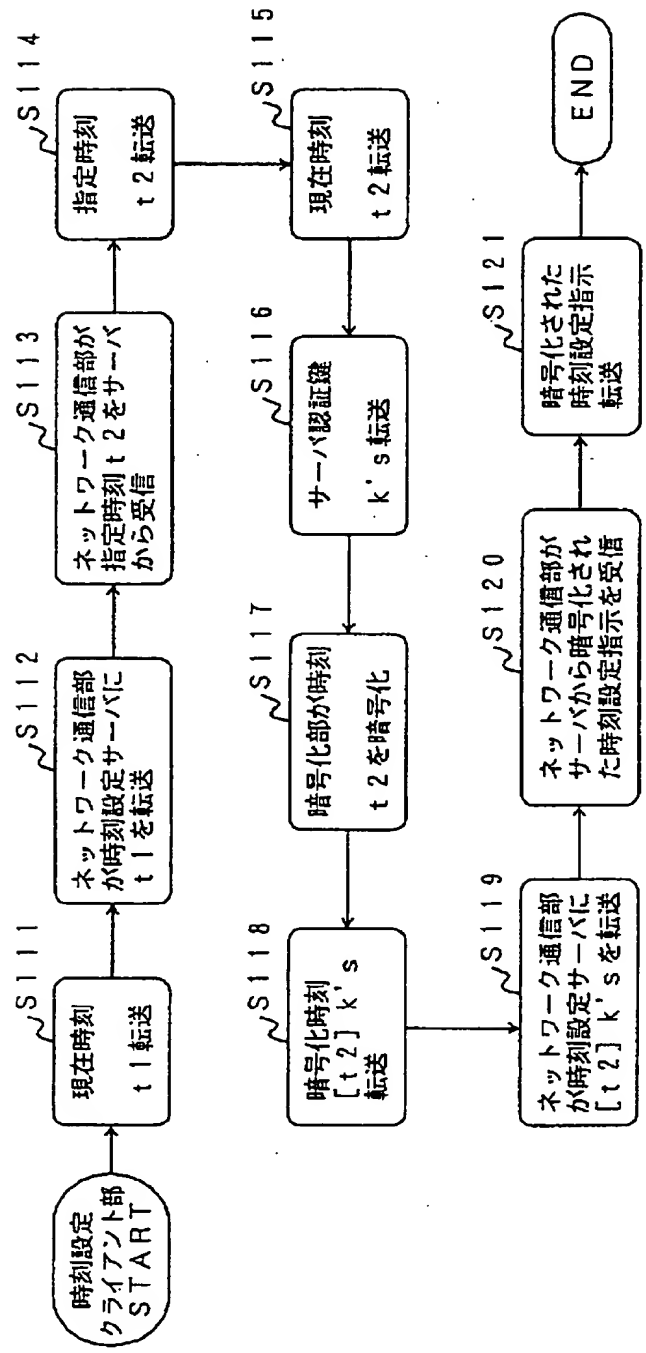 時刻設定
クライアント部
START
S111
現在時刻
t1転送
S112
ネットワーク通信部
が時刻設定サーバに
t1を転送
S113
ネットワーク通信部が
指定時刻t2をサーバ
から受信
S114
指定時刻
t2転送
S115
現在時刻
t2転送
S116
サーバ認証鍵
k's転送
S117
暗号化部が時刻
t2を暗号化
S118
暗号化時刻
[t2]k's
転送
S119
ネットワーク通信部
が時刻設定サーバに
[t2]k'sを転送
S120
ネットワーク通信部が
サーバから暗号化され
た時刻設定指示を受信
S121
暗号化された
時刻設定指示
転送
END